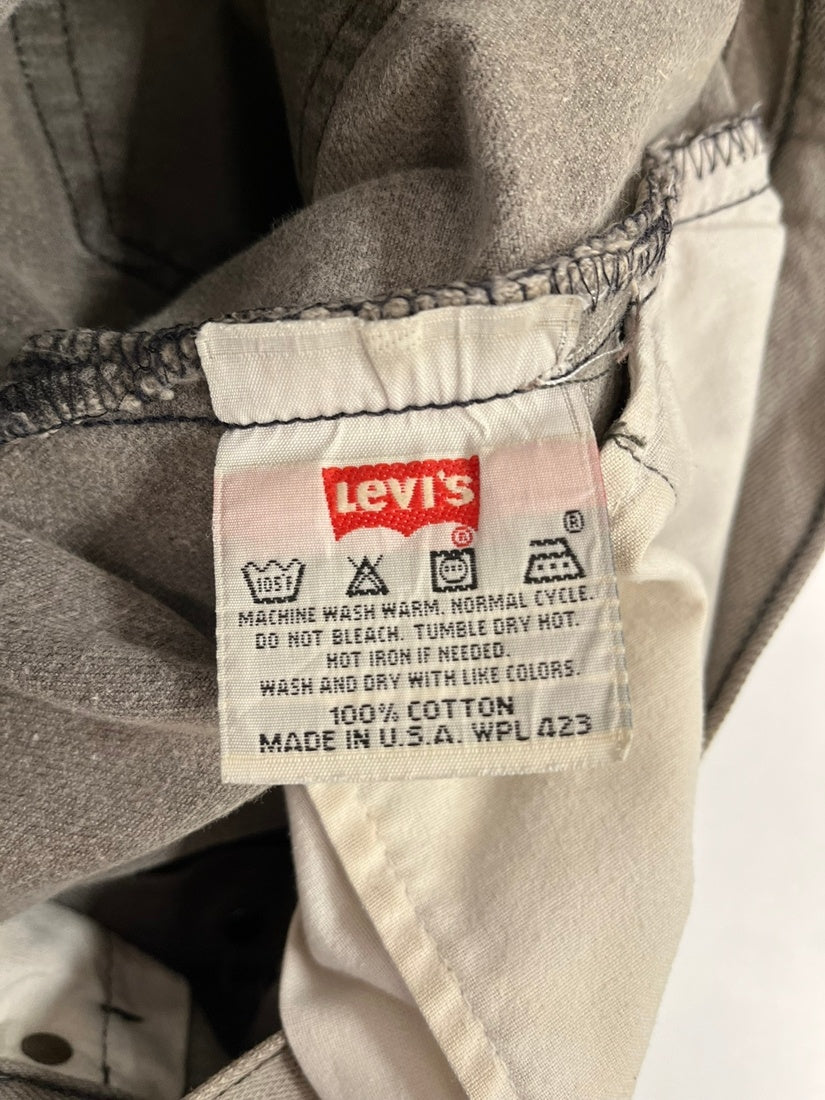 LEVI'S
®
®
105F
MACHINE WASH WARM. NORMAL CYCLE.
DO NOT BLEACH. TUMBLE DRY HOT.
HOT IRON IF NEEDED.
WASH AND DRY WITH LIKE COLORS.
100% COTTON
MADE IN U.S.A. WPL 423